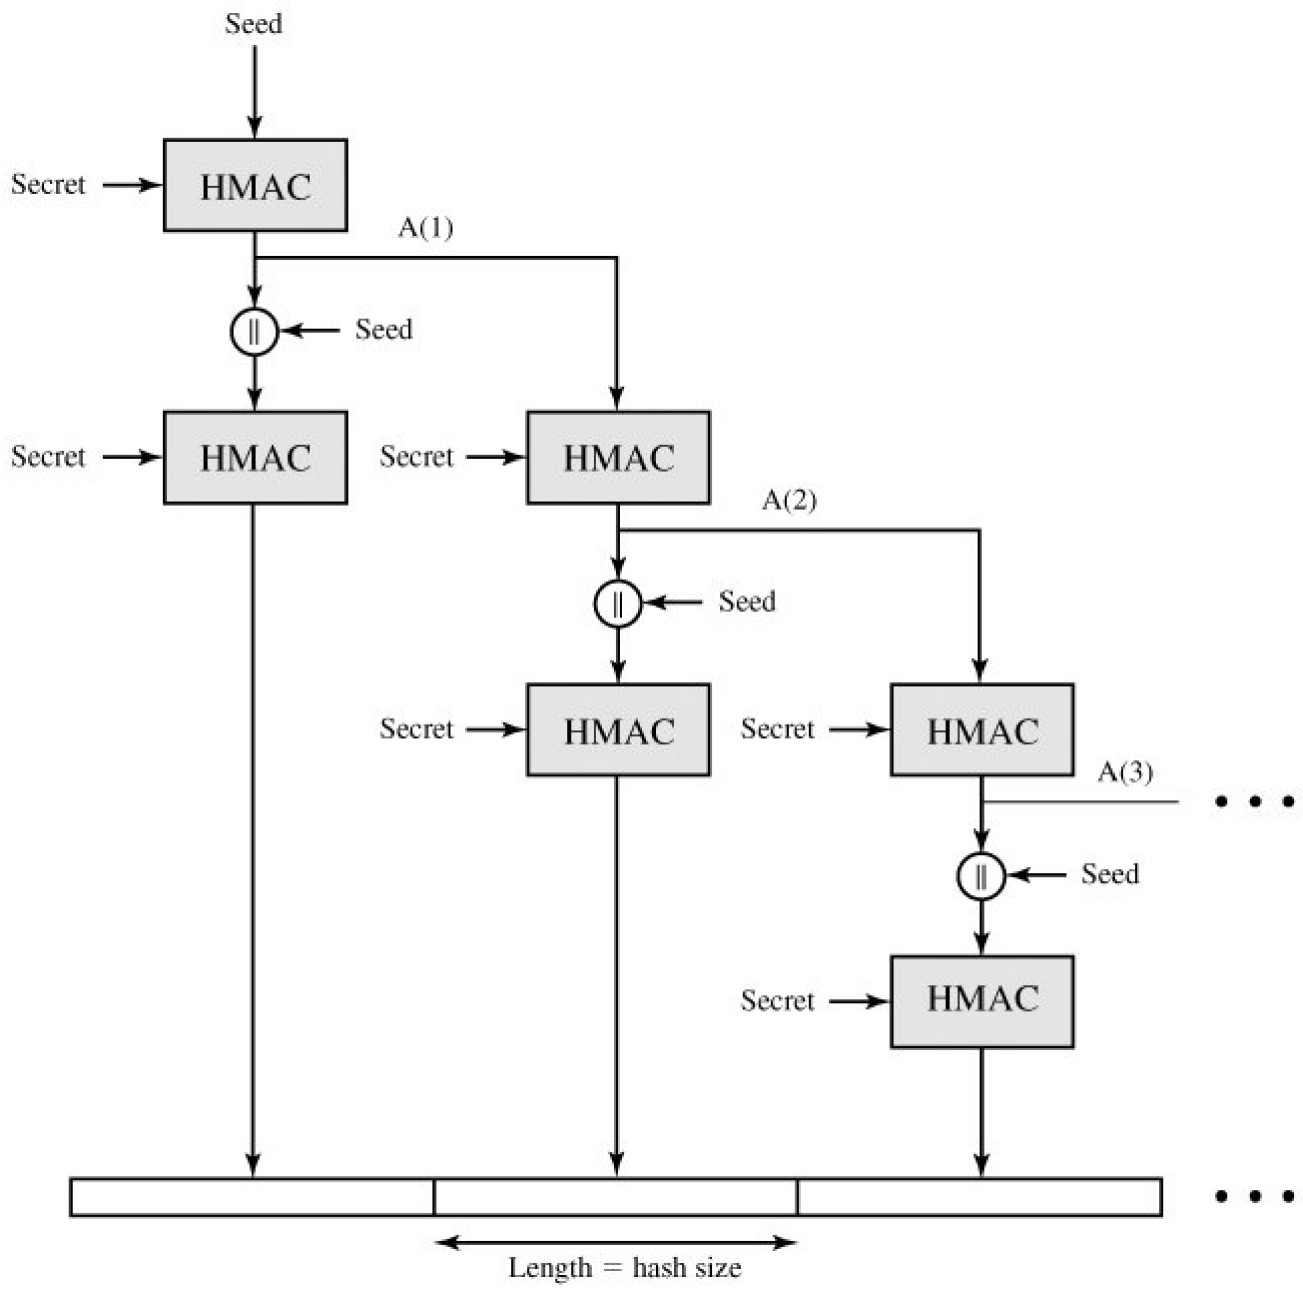 Seed
Secret
HMAC
A(1)
||
Seed
Secret
HMAC
Secret
HMAC
A(2)
||
Seed
Secret
HMAC
Secret
HMAC
A(3)
• • •
||
Seed
Secret
HMAC
• • •
Length = hash size